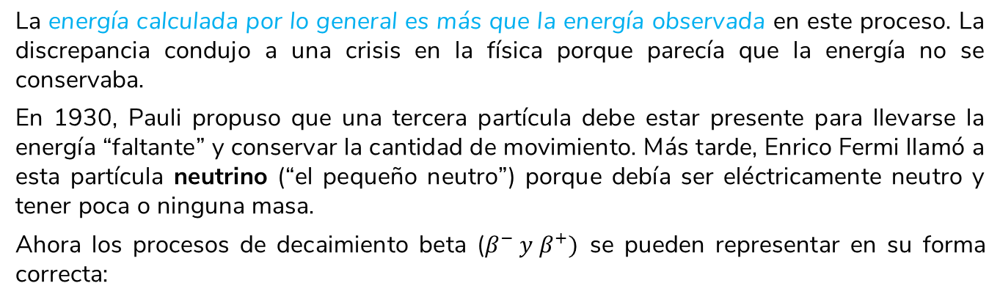 La energía calculada por lo general es más que la energía observada en este proceso. La
discrepancia condujo a una crisis en la física porque parecía que la energía no se
conservaba.
En 1930, Pauli propuso que una tercera partícula debe estar presente para llevarse la
energía “faltante” y conservar la cantidad de movimiento. Más tarde, Enrico Fermi llamó a
esta partícula neutrino (“el pequeño neutro”) porque debía ser eléctricamente neutro y
tener poca o ninguna masa.
Ahora los procesos de decaimiento beta (β⁻ y β⁺) se pueden representar en su forma
correcta: